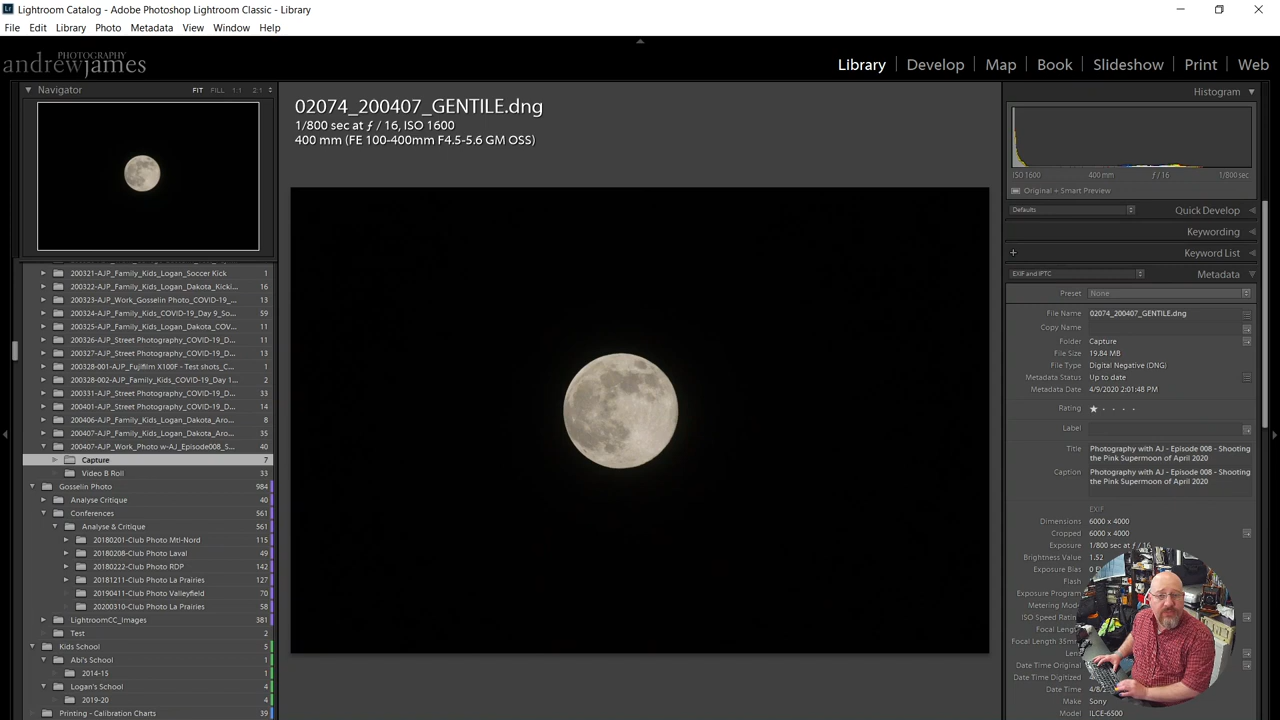 Lightroom Catalog - Adobe Photoshop Lightroom Classic - Library
File Edit Library Photo Metadata View Window Help
PHOTOGRAPHY
andrewjames
Library Develop Map Book Slideshow Print Web
Navigator FIT FILL 1:1 2:1
200321-AJP_Family_Kids_Logan_Soccer Kick 1
200322-AJP_Family_Kids_Logan_Dakota_Kicki... 16
200323-AJP_Work_Gosselin Photo_COVID-19_... 13
200324-AJP_Family_Kids_COVID-19_Day 9_So... 59
200325-AJP_Family_Kids_Logan_Dakota_COV... 11
200326-AJP_Street Photography_COVID-19_D... 11
200327-AJP_Street Photography_COVID-19_D... 13
200328-001-AJP_Fujifilm X100F - Test shots_C... 1
200328-002-AJP_Family_Kids_COVID-19_Day 1... 2
200331-AJP_Street Photography_COVID-19_D... 33
200401-AJP_Street Photography_COVID-19_D... 14
200406-AJP_Family_Kids_Logan_Dakota_Aro... 8
200407-AJP_Family_Kids_Logan_Dakota_Aro... 35
200407-AJP_Work_Photo w-AJ_Episode008_S... 40
Capture 7
Video B Roll 33
Gosselin Photo 984
Analyse Critique 40
Conferences 561
Analyse & Critique 561
20180201-Club Photo Mtl-Nord 115
20180208-Club Photo Laval 49
20180222-Club Photo RDP 142
20181211-Club Photo La Prairies 127
20190411-Club Photo Valleyfield 70
20200310-Club Photo La Prairies 58
LightroomCC_Images 381
Test 2
Kids School 5
Abi's School 1
2014-15 1
Logan's School 4
2019-20 4
Printing - Calibration Charts 39
02074_200407_GENTILE.dng
1/800 sec at ƒ / 16, ISO 1600
400 mm (FE 100-400mm F4.5-5.6 GM OSS)
Histogram
ISO 1600 400 mm ƒ / 16 1/800 sec
Original + Smart Preview
Defaults Quick Develop
Keywording
+ Keyword List
EXIF and IPTC Metadata
Preset None
File Name 02074_200407_GENTILE.dng
Copy Name
Folder Capture
File Size 19.84 MB
File Type Digital Negative (DNG)
Metadata Status Up to date
Metadata Date 4/9/2020 2:01:48 PM
Rating
Label
Title Photography with AJ - Episode 008 - Shooting
the Pink Supermoon of April 2020
Caption Photography with AJ - Episode 008 - Shooting
the Pink Supermoon of April 2020
EXIF
Dimensions 6000 x 4000
Cropped 6000 x 4000
Exposure 1/800 sec at ƒ / 16
Brightness Value 1.52
Exposure Bias 0
Flash
Exposure Program
Metering
ISO Speed
Focal
Focal Length 35mm
Lens
Date Time Original
Date Time Digitized
Date Time 4/8/
Make Sony
Model ILCE-6500